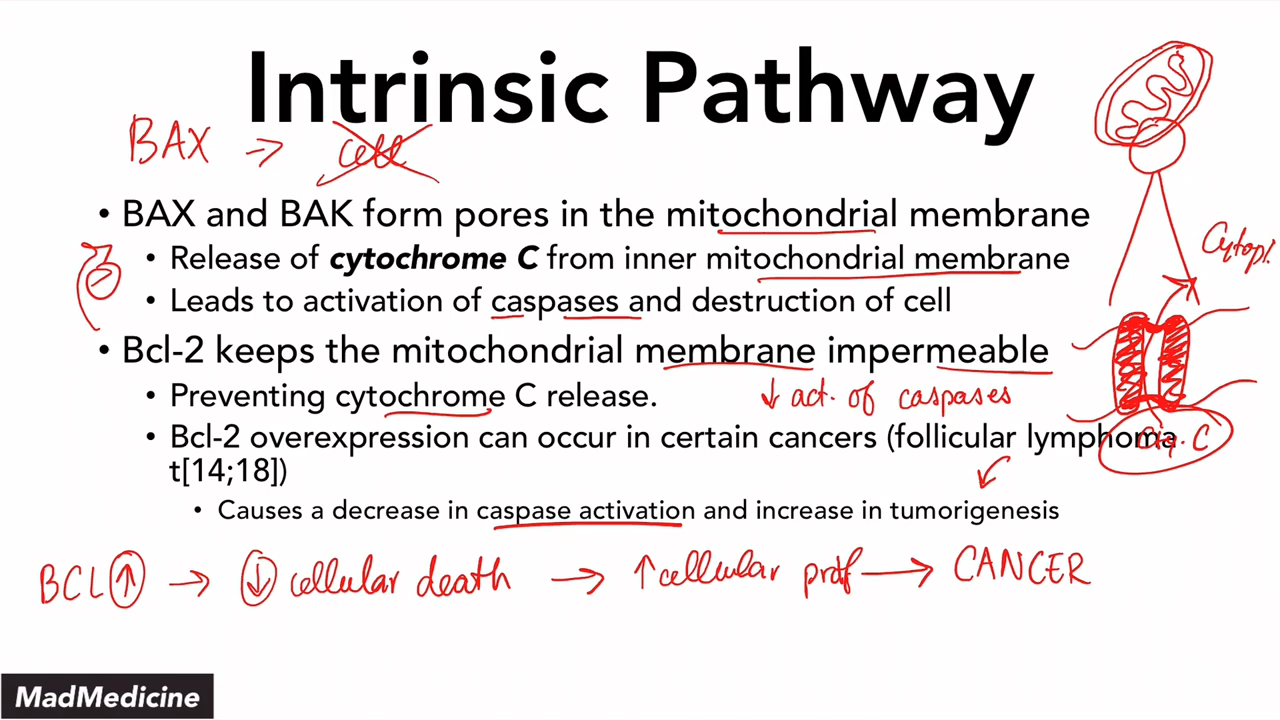 Intrinsic Pathway
BAX → cell
• BAX and BAK form pores in the mitochondrial membrane
• Release of cytochrome C from inner mitochondrial membrane
Cytopl.
• Leads to activation of caspases and destruction of cell
• Bcl-2 keeps the mitochondrial membrane impermeable
• Preventing cytochrome C release.
↓ act. of caspases
• Bcl-2 overexpression can occur in certain cancers (follicular lymphoma
t[14;18])
• Causes a decrease in caspase activation and increase in tumorigenesis
BCL ↑ → ↓ cellular death → ↑ cellular prof → CANCER
MadMedicine